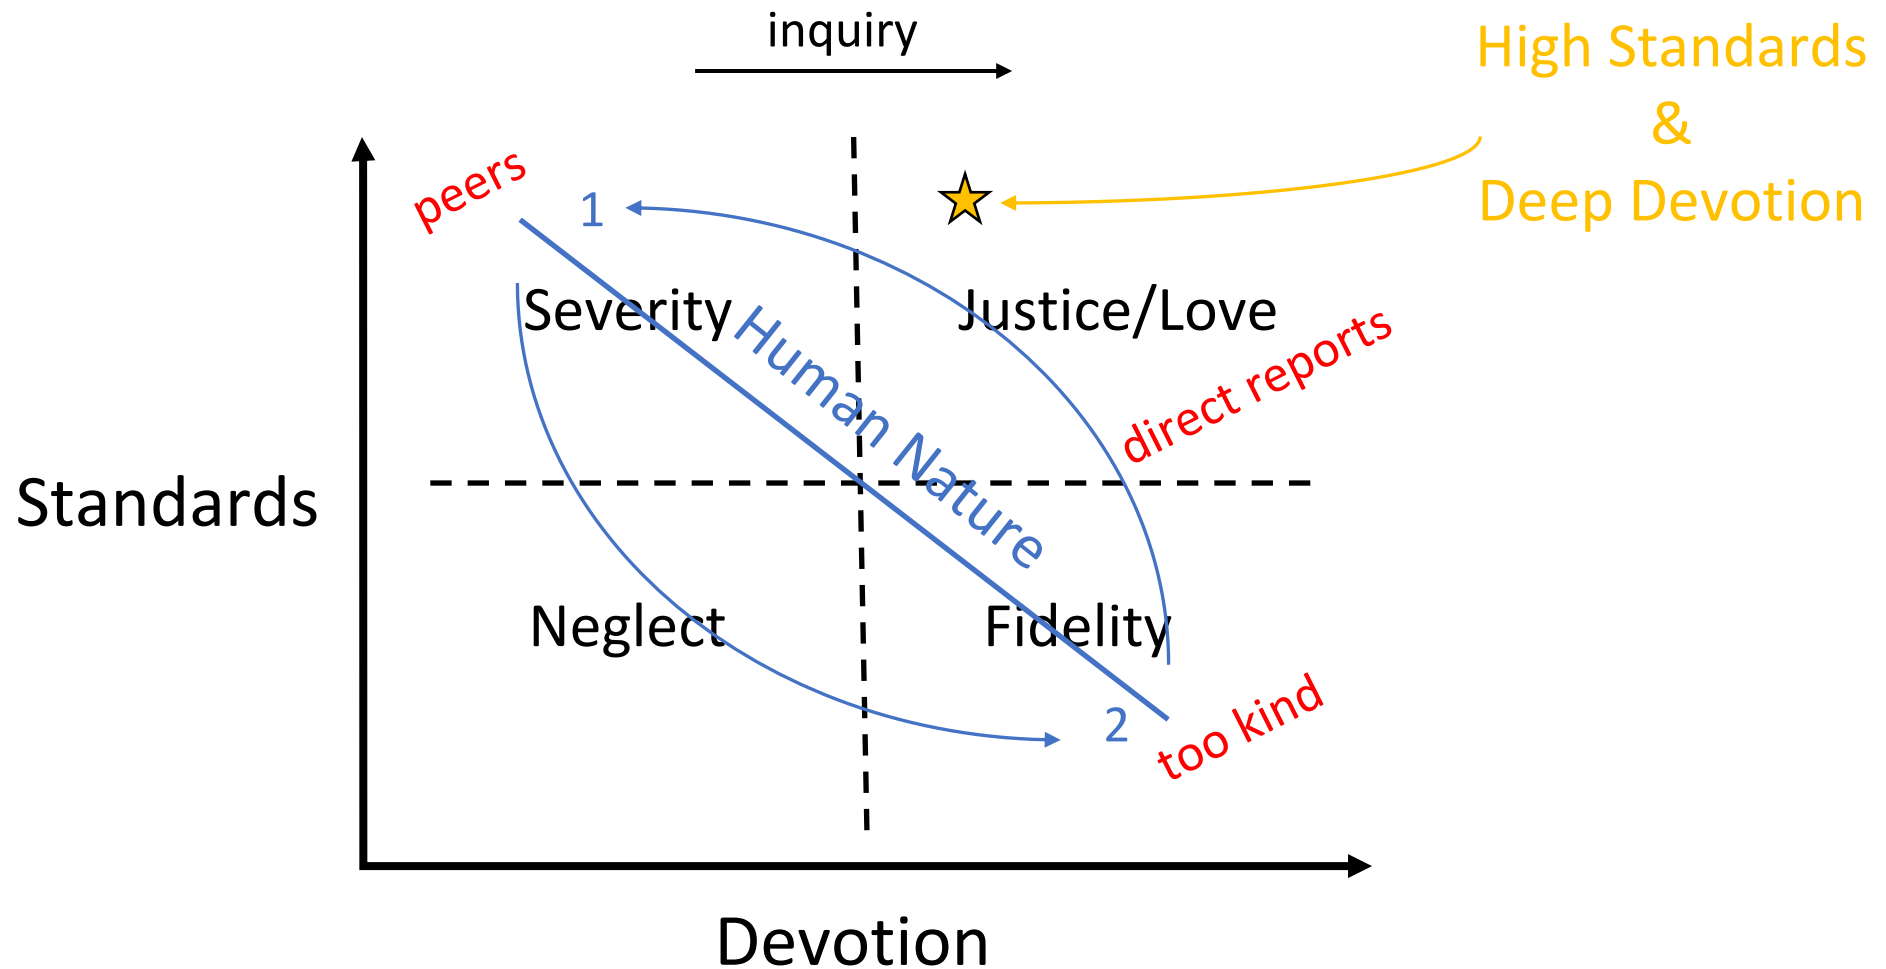 inquiry
High Standards
&
Deep Devotion
peers
1
Severity
Justice/Love
Human Nature
direct reports
Standards
Neglect
Fidelity
2
too kind
Devotion